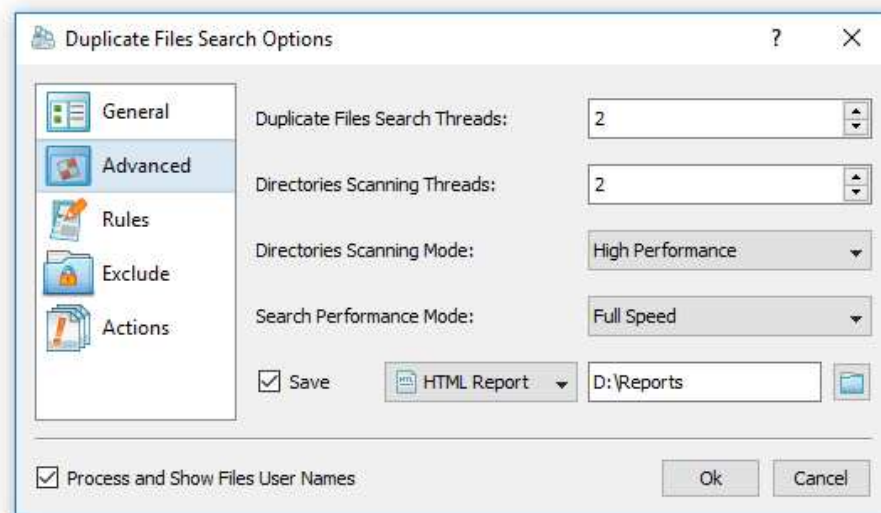 Duplicate Files Search Options
?
General
Advanced
Rules
Exclude
Actions
Duplicate Files Search Threads:
2
Directories Scanning Threads:
2
Directories Scanning Mode:
High Performance
Search Performance Mode:
Full Speed
Save
HTML Report
D:\Reports
Process and Show Files User Names
Ok
Cancel